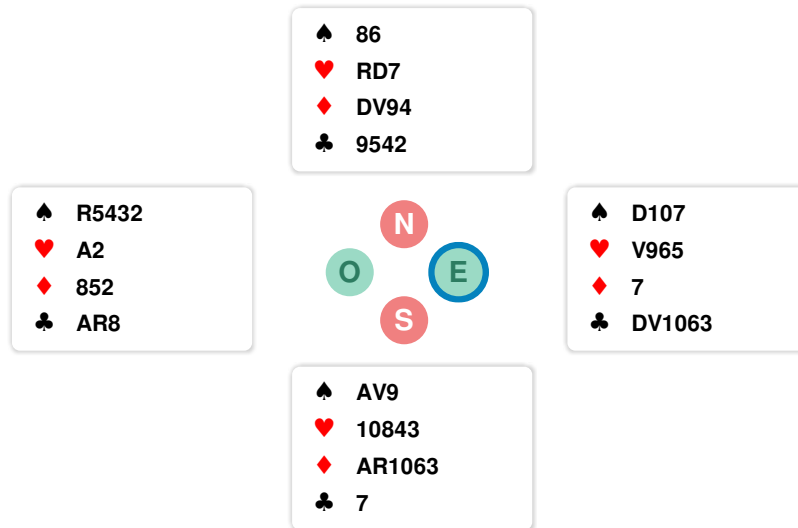 ♠ 86
♥ RD7
♦ DV94
♣ 9542
♠ R5432
♥ A2
♦ 852
♣ AR8
N
O E
S
♠ D107
♥ V965
♦ 7
♣ DV1063
♠ AV9
♥ 10843
♦ AR1063
♣ 7